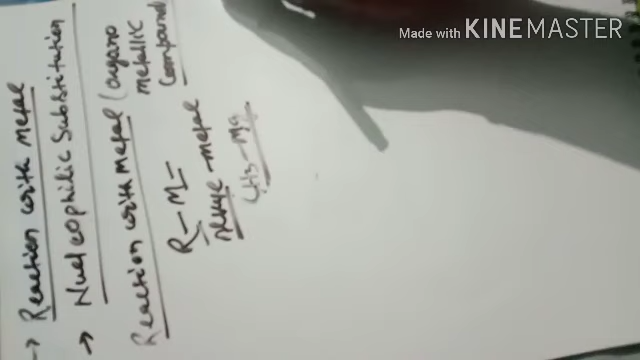 Made with KINEMASTER
→ Reaction with metal
→ Nucleophilic Substitution
Reaction with metal (organo
metallic
Compound
R-M-
alkyl-metal
CH3-Mg